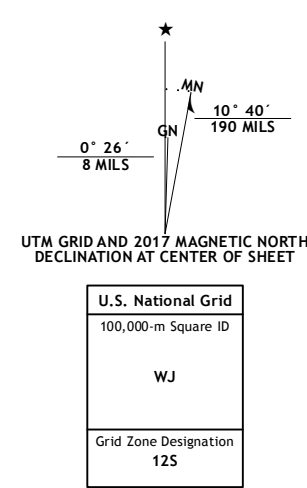 ★
MN
GN
10° 40´
190 MILS
0° 26´
8 MILS
UTM GRID AND 2017 MAGNETIC NORTH
DECLINATION AT CENTER OF SHEET
U.S. National Grid
100,000-m Square ID
WJ
Grid Zone Designation
12S